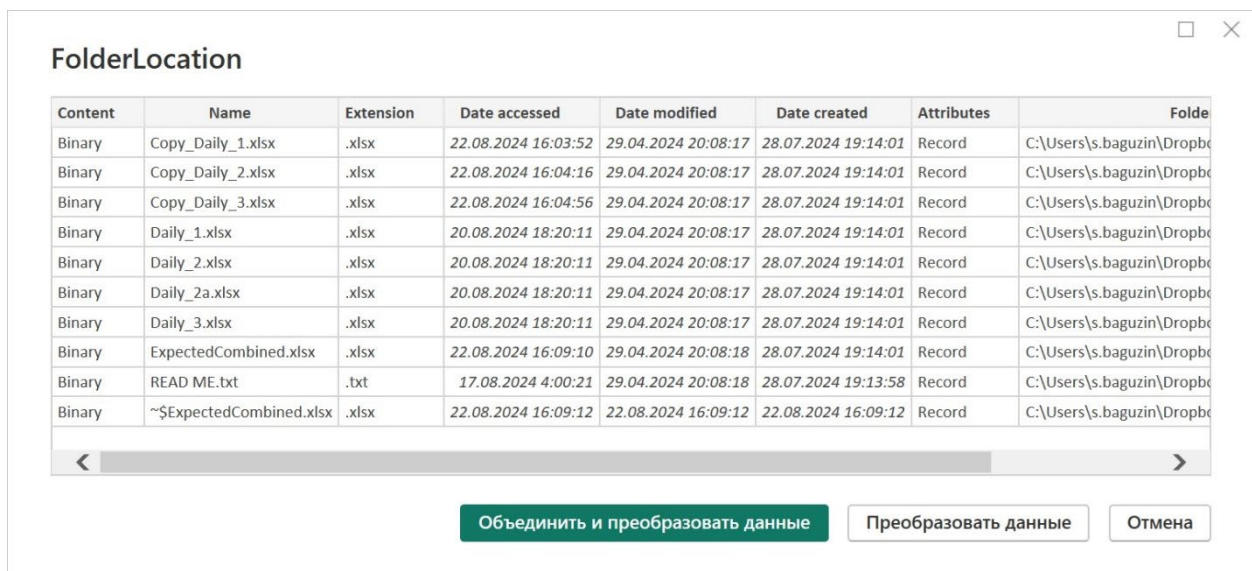 FolderLocation
Content Name Extension Date accessed Date modified Date created Attributes Folde
Binary Copy_Daily_1.xlsx .xlsx 22.08.2024 16:03:52 29.04.2024 20:08:17 28.07.2024 19:14:01 Record C:\Users\s.baguzin\Dropbo
Binary Copy_Daily_2.xlsx .xlsx 22.08.2024 16:04:16 29.04.2024 20:08:17 28.07.2024 19:14:01 Record C:\Users\s.baguzin\Dropbo
Binary Copy_Daily_3.xlsx .xlsx 22.08.2024 16:04:56 29.04.2024 20:08:17 28.07.2024 19:14:01 Record C:\Users\s.baguzin\Dropbo
Binary Daily_1.xlsx .xlsx 20.08.2024 18:20:11 29.04.2024 20:08:17 28.07.2024 19:14:01 Record C:\Users\s.baguzin\Dropbo
Binary Daily_2.xlsx .xlsx 20.08.2024 18:20:11 29.04.2024 20:08:17 28.07.2024 19:14:01 Record C:\Users\s.baguzin\Dropbo
Binary Daily_2a.xlsx .xlsx 20.08.2024 18:20:11 29.04.2024 20:08:17 28.07.2024 19:14:01 Record C:\Users\s.baguzin\Dropbo
Binary Daily_3.xlsx .xlsx 20.08.2024 18:20:11 29.04.2024 20:08:17 28.07.2024 19:14:01 Record C:\Users\s.baguzin\Dropbo
Binary ExpectedCombined.xlsx .xlsx 22.08.2024 16:09:10 29.04.2024 20:08:18 28.07.2024 19:14:01 Record C:\Users\s.baguzin\Dropbo
Binary READ ME.txt .txt 17.08.2024 4:00:21 29.04.2024 20:08:18 28.07.2024 19:13:58 Record C:\Users\s.baguzin\Dropbo
Binary ~$ExpectedCombined.xlsx .xlsx 22.08.2024 16:09:12 22.08.2024 16:09:12 22.08.2024 16:09:12 Record C:\Users\s.baguzin\Dropbo
Объединить и преобразовать данные Преобразовать данные Отмена